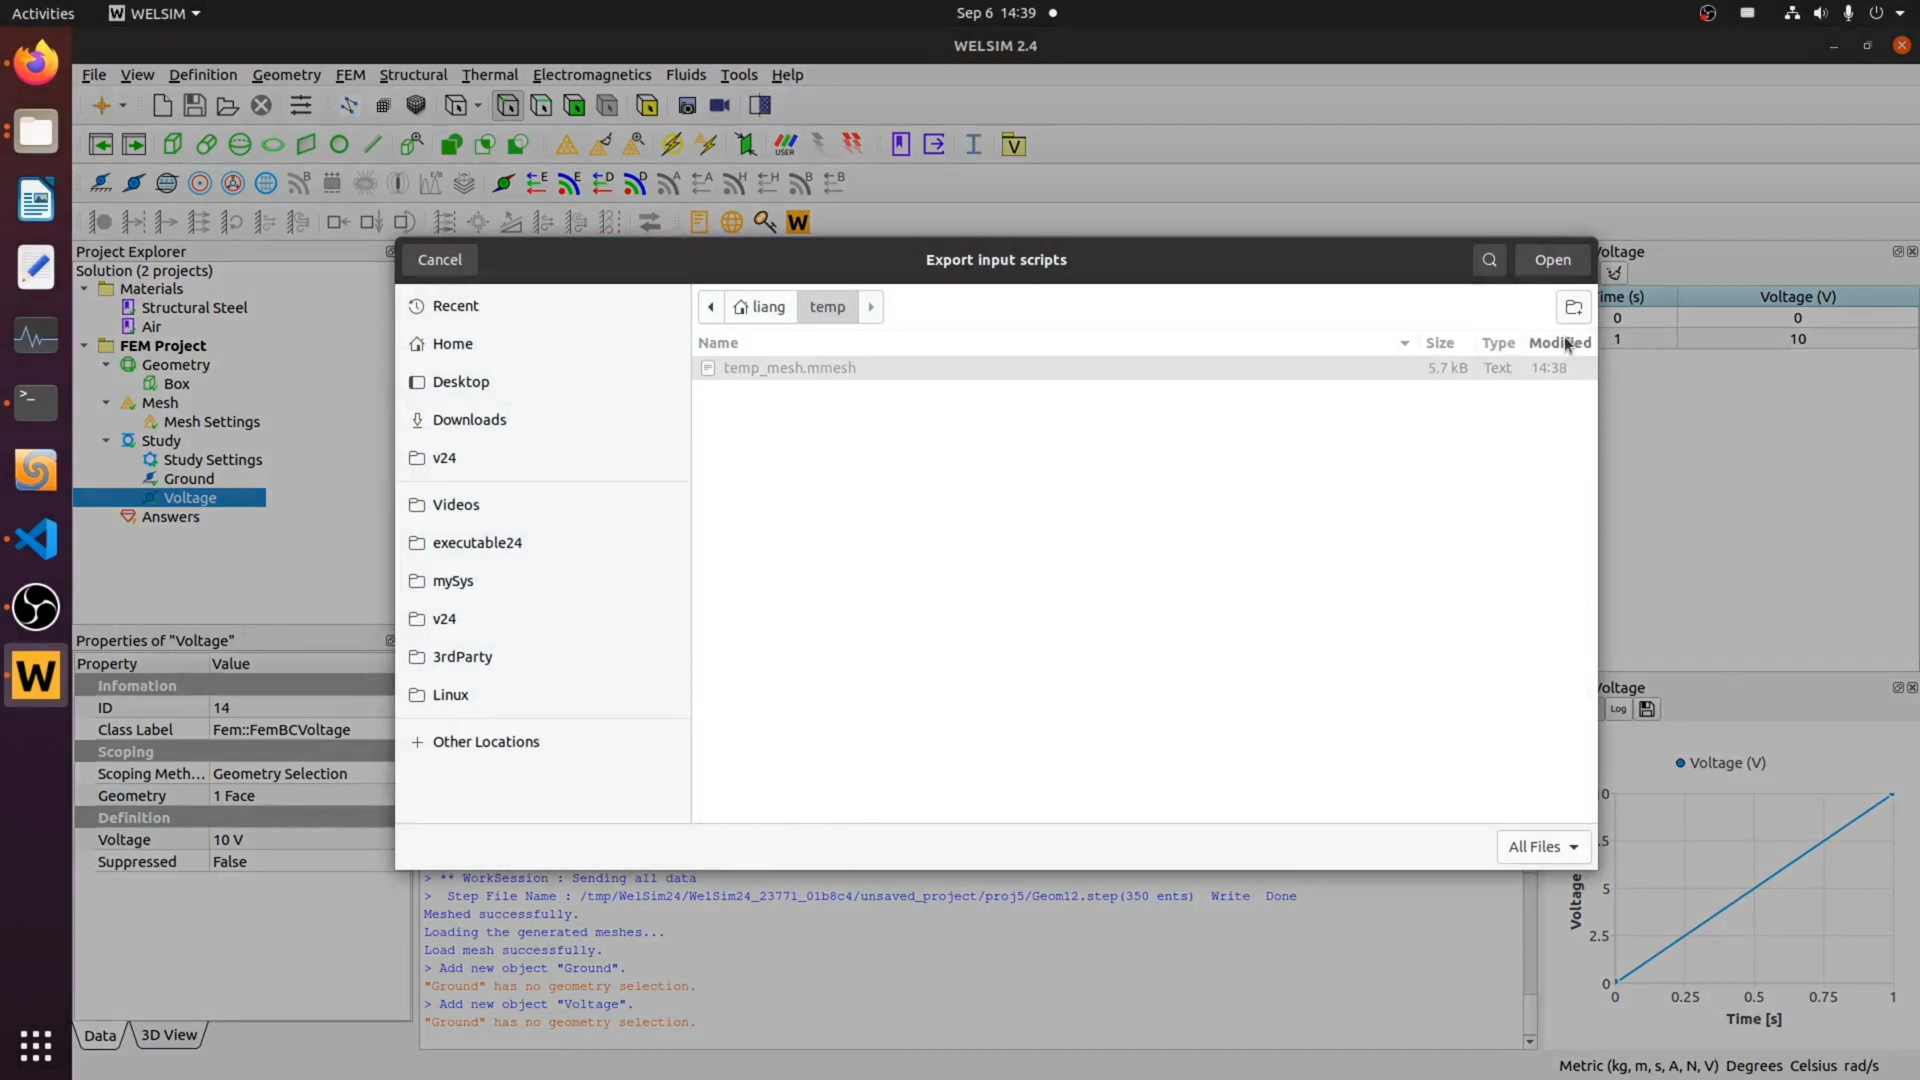 Activities
WELSIM
Sep 6 14:39
WELSIM 2.4
File View Definition Geometry FEM Structural Thermal Electromagnetics Fluids Tools Help
USER
V
B
E E D D A A H H B B
W
Project Explorer
Solution (2 projects)
Materials
Structural Steel
Air
FEM Project
Geometry
Box
Mesh
Mesh Settings
Study
Study Settings
Ground
Voltage
Answers
Properties of "Voltage"
Property Value
Infomation
ID 14
Class Label Fem::FemBCVoltage
Scoping
Scoping Meth... Geometry Selection
Geometry 1 Face
Definition
Voltage 10 V
Suppressed False
Data
3D View
Cancel
Export input scripts
Open
Recent
Home
Desktop
Downloads
v24
Videos
executable24
mySys
v24
3rdParty
Linux
Other Locations
liang
temp
Name Size Type Modified
temp_mesh.mmesh 5.7 kB Text 14:38
All Files
> ** WorkSession : Sending all data
> Step File Name : /tmp/WelSim24/WelSim24_23771_01b8c4/unsaved_project/proj5/Geom12.step(350 ents) Write Done
Meshed successfully.
Loading the generated meshes...
Load mesh successfully.
> Add new object "Ground".
"Ground" has no geometry selection.
> Add new object "Voltage".
"Ground" has no geometry selection.
oltage
ime (s) Voltage (V)
0 0
1 10
oltage
Log
Voltage (V)
0
.5
5
2.5
0
Voltage
0 0.25 0.5 0.75 1
Time [s]
Metric (kg, m, s, A, N, V) Degrees Celsius rad/s